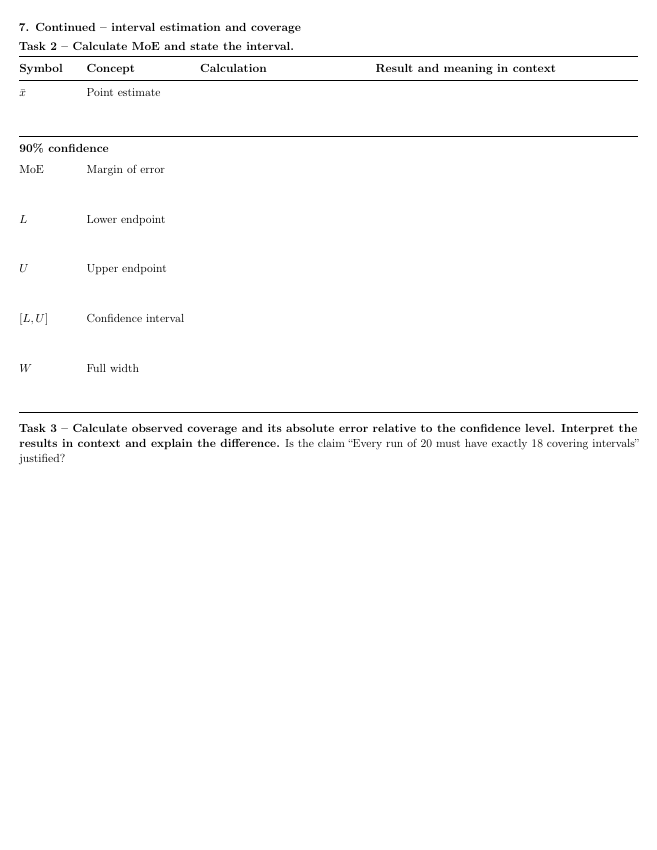 7. Continued – interval estimation and coverage
Task 2 – Calculate MoE and state the interval.
Symbol Concept Calculation Result and meaning in context
x̄ Point estimate
90% confidence
MoE Margin of error
L Lower endpoint
U Upper endpoint
[L, U] Confidence interval
W Full width
Task 3 – Calculate observed coverage and its absolute error relative to the confidence level. Interpret the
results in context and explain the difference. Is the claim “Every run of 20 must have exactly 18 covering intervals”
justified?